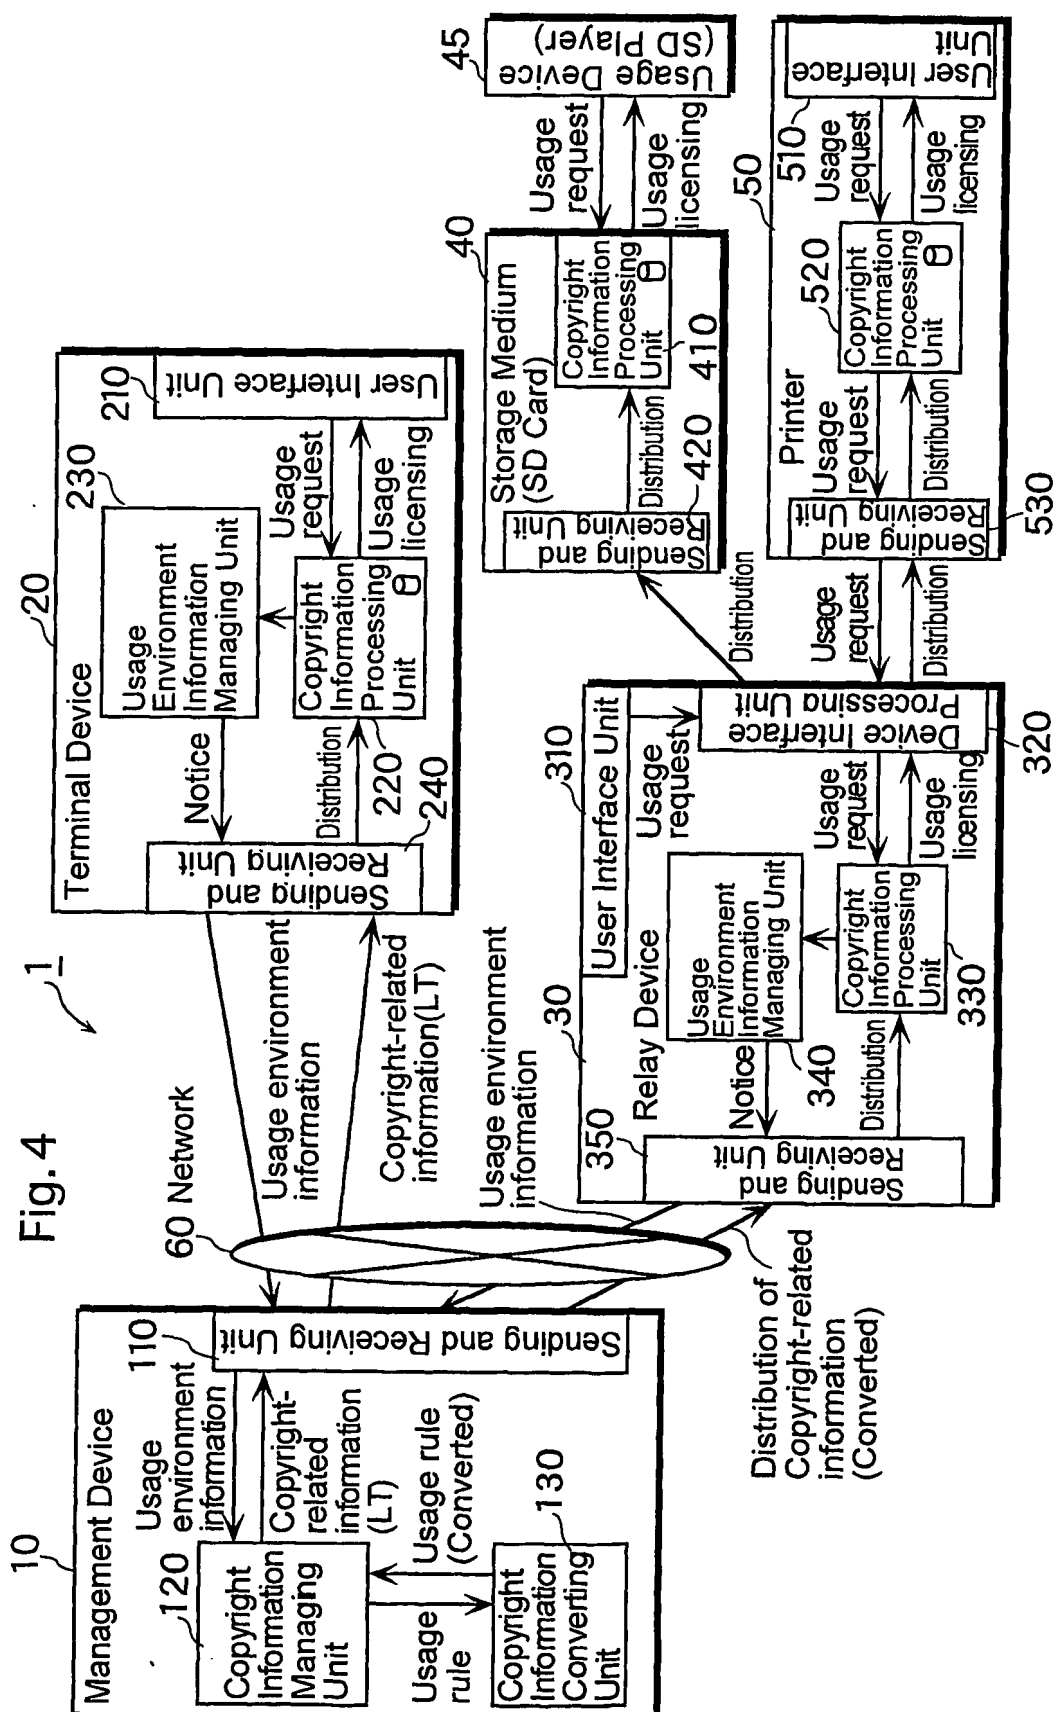 Fig. 4
1
10
Management Device
120
Copyright
Information
Managing
Unit
Usage
environment
information
Copyright-
related
information
(LT)
110
Sending and Receiving
Unit
Usage
rule
Usage rule
(Converted)
130
Copyright
Information
Converting
Unit
60 Network
Usage environment
information
Copyright-related
information(LT)
Usage environment
information
Distribution of
Copyright-related
information
(Converted)
20
Terminal Device
Sending and
Receiving Unit
240
Notice
Distribution
220
230
Usage
Environment
Information
Managing Unit
Copyright
Information
Processing
Unit
Usage
request
Usage
licensing
210
User Interface Unit
30
Relay Device
350
Sending and
Receiving Unit
Notice
Distribution
340
Usage
Environment
Information
Managing Unit
Copyright
Information
Processing
Unit
330
310
User Interface Unit
Usage
request
Usage
request
Usage
licensing
Device Interface
Processing Unit
320
Distribution
Usage
request
Distribution
40
Storage Medium
(SD Card)
Sending and
Receiving Unit
420
Distribution
Copyright
Information
Processing
Unit
410
Usage
request
Usage
licensing
45
Usage Device
(SD Player)
50
Printer
Sending and
Receiving Unit
530
Usage
request
Distribution
520
Copyright
Information
Processing
Unit
Usage
request
Usage
licensing
510
User Interface
Unit